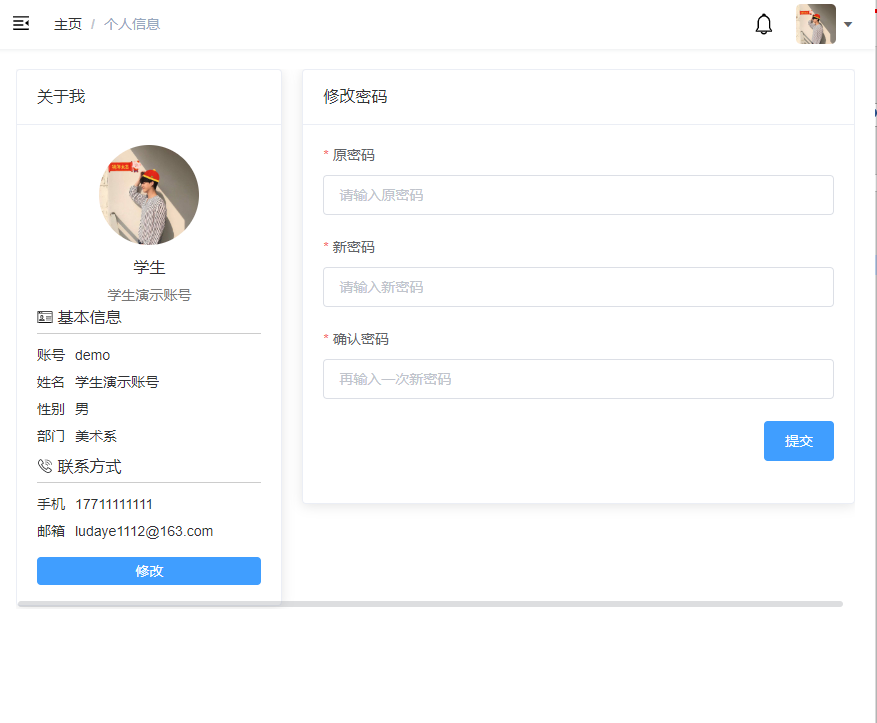 主页 / 个人信息
关于我
学生
学生演示账号
基本信息
账号 demo
姓名 学生演示账号
性别 男
部门 美术系
联系方式
手机 17711111111
邮箱 ludaye1112@163.com
修改
修改密码
* 原密码
请输入原密码
* 新密码
请输入新密码
* 确认密码
再输入一次新密码
提交